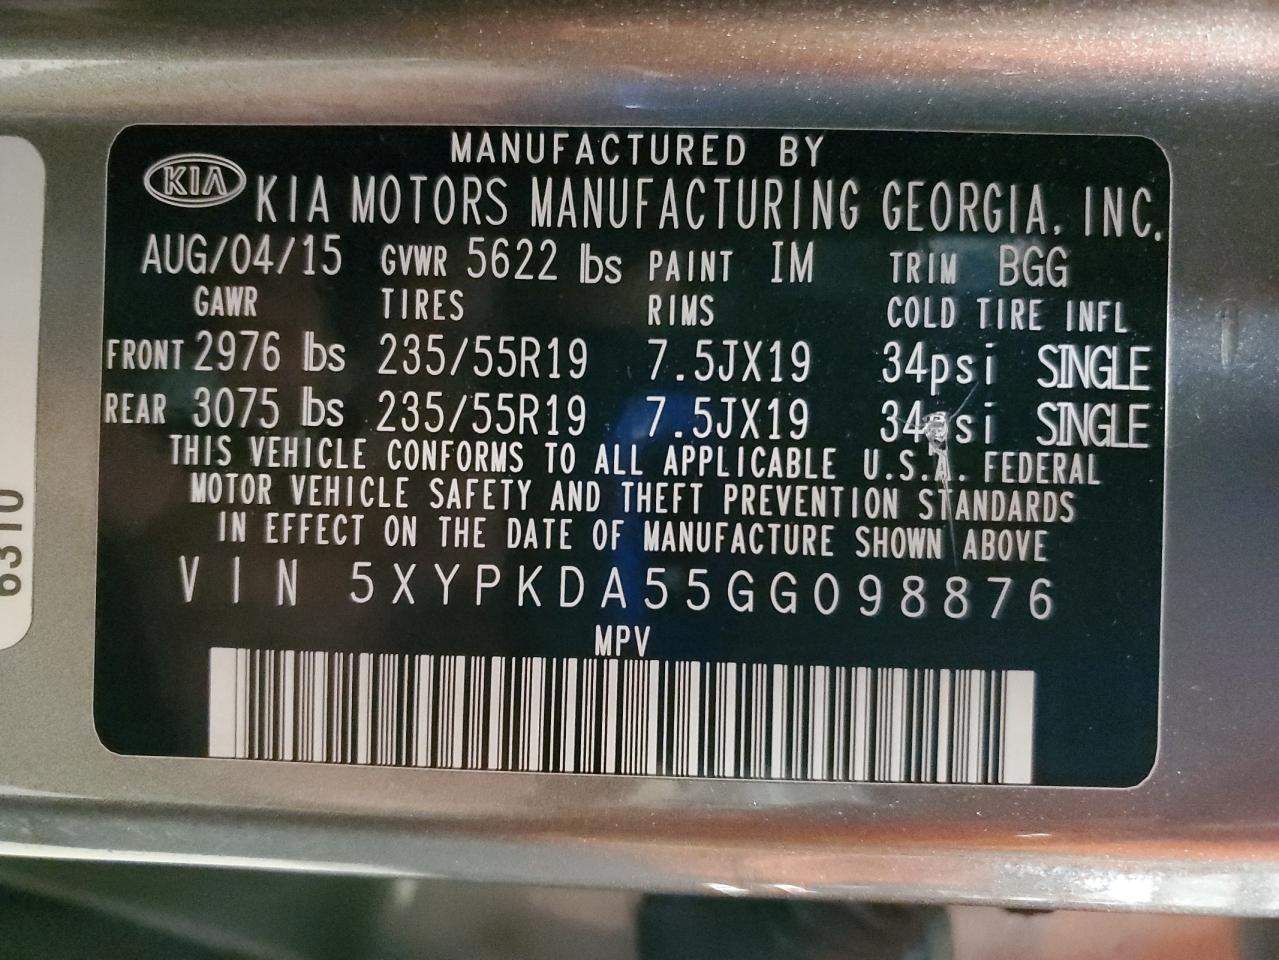 MANUFACTURED BY
KIA KIA MOTORS MANUFACTURING GEORGIA, INC.
AUG/04/15 GVWR 5622 lbs PAINT IM TRIM BGG
GAWR TIRES RIMS COLD TIRE INFL
FRONT 2976 lbs 235/55R19 7.5JX19 34psi SINGLE
REAR 3075 lbs 235/55R19 7.5JX19 34psi SINGLE
THIS VEHICLE CONFORMS TO ALL APPLICABLE U.S.A. FEDERAL
MOTOR VEHICLE SAFETY AND THEFT PREVENTION STANDARDS
IN EFFECT ON THE DATE OF MANUFACTURE SHOWN ABOVE
VIN 5XYPKDA55GG098876
MPV